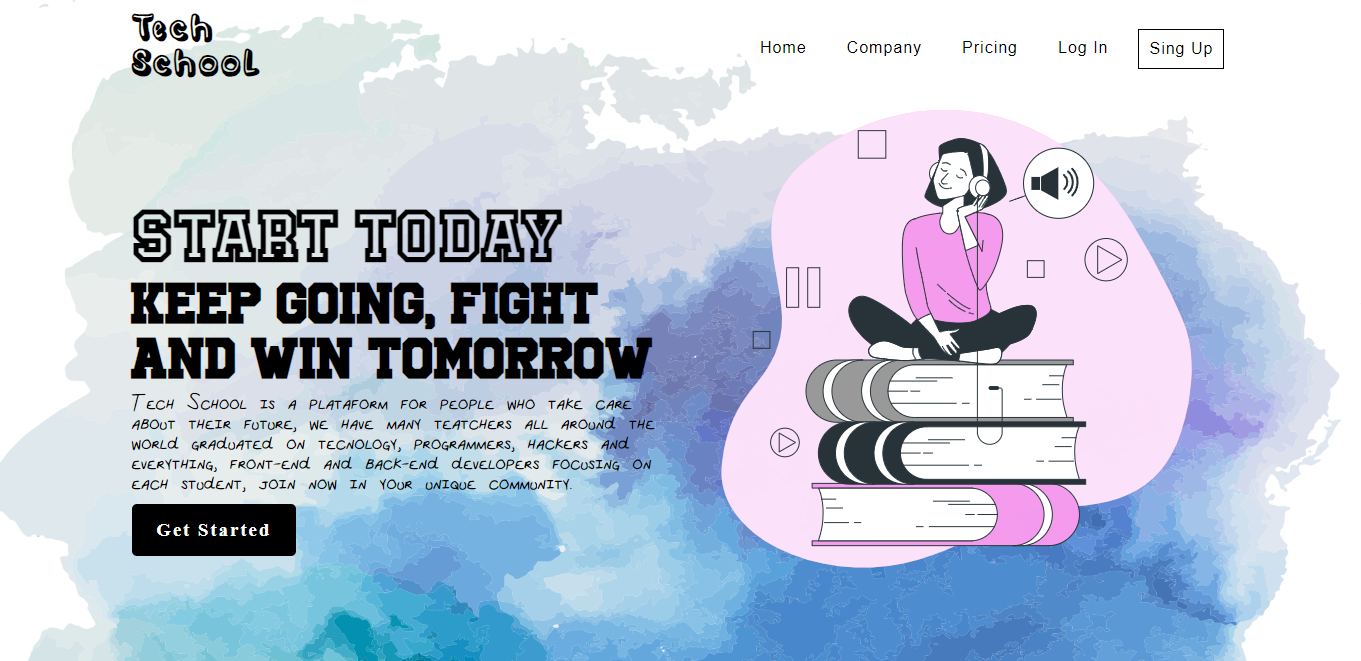 Tech
School
Home Company Pricing Log In Sing Up
START TODAY
KEEP GOING, FIGHT
AND WIN TOMORROW
Tech School is a plataform for people who take care
about their future, we have many teatchers all around the
world graduated on tecnology, programmers, hackers and
everything, front-end and back-end developers focusing on
each student, join now in your unique community.
Get Started